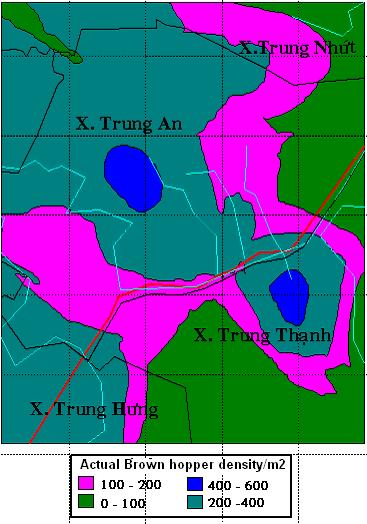 X.Trung Nhứt
X. Trung An
X. Trung Thạnh
X. Trung Hưng
Actual Brown hopper density/m2
100 - 200
400 - 600
0 - 100
200 -400